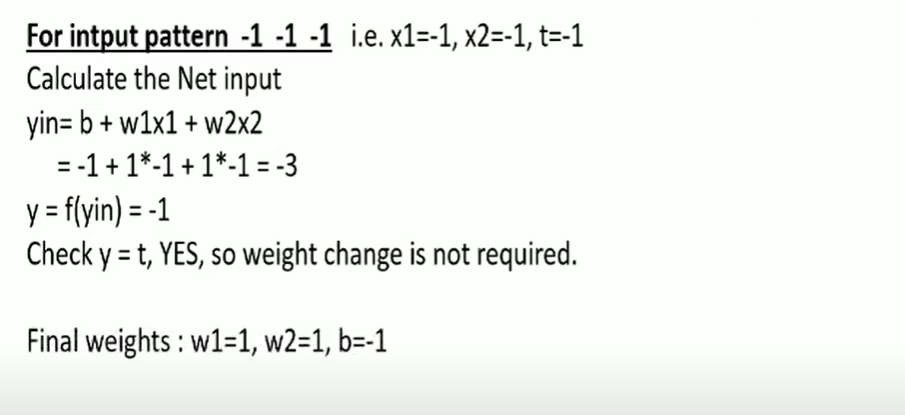 For intput pattern -1 -1 -1 i.e. x1=-1, x2=-1, t=-1
Calculate the Net input
yin= b + w1x1 + w2x2
= -1 + 1*-1 + 1*-1 = -3
y = f(yin) = -1
Check y = t, YES, so weight change is not required.
Final weights : w1=1, w2=1, b=-1